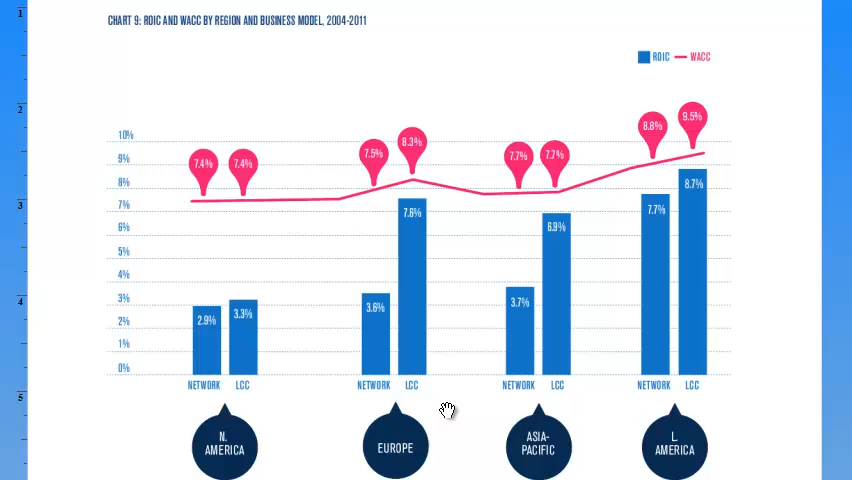 CHART 9: ROIC AND WACC BY REGION AND BUSINESS MODEL, 2004-2011
ROIC WACC
10%
9%
8%
7%
6%
5%
4%
3%
2%
1%
0%
7.4% 7.4% 7.5% 8.3% 7.7% 7.7% 8.8% 9.5%
2.9% 3.3% 3.6% 7.6% 3.7% 6.9% 7.7% 8.7%
NETWORK LCC NETWORK LCC NETWORK LCC NETWORK LCC
N.
AMERICA
EUROPE
ASIA-
PACIFIC
L.
AMERICA
1
2
3
4
5